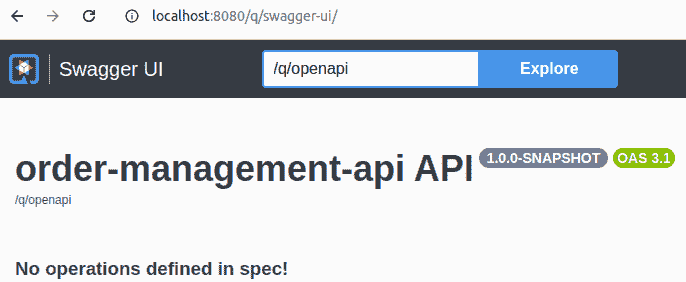 localhost:8080/q/swagger-ui/
Swagger UI
/q/openapi
Explore
order-management-api API 1.0.0-SNAPSHOT OAS 3.1
/q/openapi
No operations defined in spec!